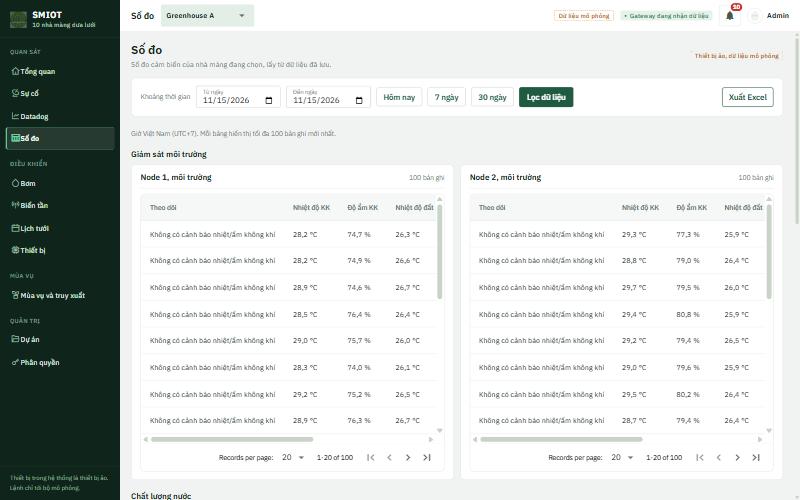 SMIOT
10 nhà màng dưa lưới
QUAN SÁT
Tổng quan
Sự cố
Datadog
Số đo
ĐIỀU KHIỂN
Bơm
Biến tần
Lịch tưới
Thiết bị
MÙA VỤ
Mùa vụ và truy xuất
QUẢN TRỊ
Dự án
Phân quyền
Thiết bị trong hệ thống là thiết bị ảo.
Lệnh chỉ tới bộ mô phỏng.
Số đo
Greenhouse A
Dữ liệu mô phỏng
• Gateway đang nhận dữ liệu
Admin
Số đo
Số đo cảm biến của nhà màng đang chọn, lấy từ dữ liệu đã lưu.
Thiết bị ảo, dữ liệu mô phỏng
Khoảng thời gian
Từ ngày
11/15/2026
Đến ngày
11/15/2026
Hôm nay
7 ngày
30 ngày
Lọc dữ liệu
Xuất Excel
Giờ Việt Nam (UTC+7). Mỗi bảng hiển thị tối đa 100 bản ghi mới nhất.
Giám sát môi trường
Node 1, môi trường
100 bản ghi
Theo dõi Nhiệt độ KK Độ ẩm KK Nhiệt độ đất
Không có cảnh báo nhiệt/ẩm không khí 28,2 °C 74,7 % 26,3 °C
Không có cảnh báo nhiệt/ẩm không khí 28,2 °C 74,9 % 26,6 °C
Không có cảnh báo nhiệt/ẩm không khí 28,9 °C 74,6 % 26,7 °C
Không có cảnh báo nhiệt/ẩm không khí 28,5 °C 76,4 % 26,4 °C
Không có cảnh báo nhiệt/ẩm không khí 29,0 °C 75,7 % 26,0 °C
Không có cảnh báo nhiệt/ẩm không khí 28,3 °C 74,0 % 26,1 °C
Không có cảnh báo nhiệt/ẩm không khí 29,2 °C 75,2 % 26,5 °C
Không có cảnh báo nhiệt/ẩm không khí 28,9 °C 76,3 % 26,7 °C
Records per page: 20 1-20 of 100
Node 2, môi trường
100 bản ghi
Theo dõi Nhiệt độ KK Độ ẩm KK Nhiệt độ đất
Không có cảnh báo nhiệt/ẩm không khí 29,3 °C 77,3 % 25,9 °C
Không có cảnh báo nhiệt/ẩm không khí 28,8 °C 79,0 % 26,4 °C
Không có cảnh báo nhiệt/ẩm không khí 29,7 °C 79,5 % 26,0 °C
Không có cảnh báo nhiệt/ẩm không khí 29,4 °C 80,8 % 25,9 °C
Không có cảnh báo nhiệt/ẩm không khí 29,2 °C 79,4 % 26,5 °C
Không có cảnh báo nhiệt/ẩm không khí 29,0 °C 79,6 % 26,5 °C
Không có cảnh báo nhiệt/ẩm không khí 29,5 °C 80,2 % 26,4 °C
Không có cảnh báo nhiệt/ẩm không khí 28,7 °C 79,4 % 26,4 °C
Records per page: 20 1-20 of 100
Chất lượng nước